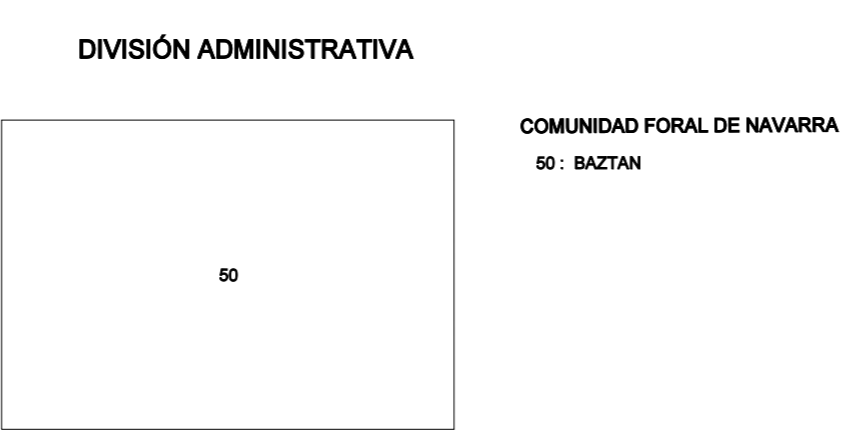 DIVISIÓN ADMINISTRATIVA
COMUNIDAD FORAL DE NAVARRA
50 : BAZTAN
50